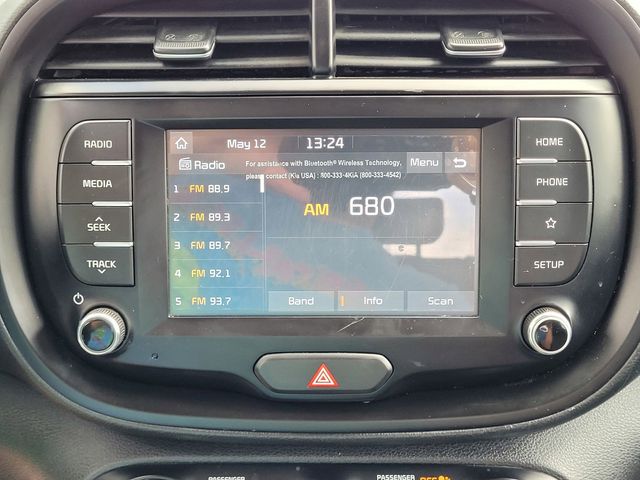 RADIO
MEDIA
SEEK
TRACK
May 12 13:24
Radio
For assistance with Bluetooth® Wireless Technology,
please contact (Kia USA) : 800-333-4KIA (800-333-4542)
Menu
1 FM 88.9
2 FM 89.3
3 FM 89.7
4 FM 92.1
5 FM 93.7
AM 680
Band Info Scan
HOME
PHONE
SETUP
PASSENGER
PASSENGER OFF